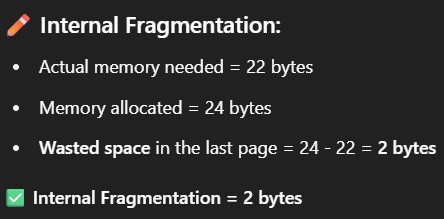 Internal Fragmentation:
• Actual memory needed = 22 bytes
• Memory allocated = 24 bytes
• Wasted space in the last page = 24 - 22 = 2 bytes
Internal Fragmentation = 2 bytes